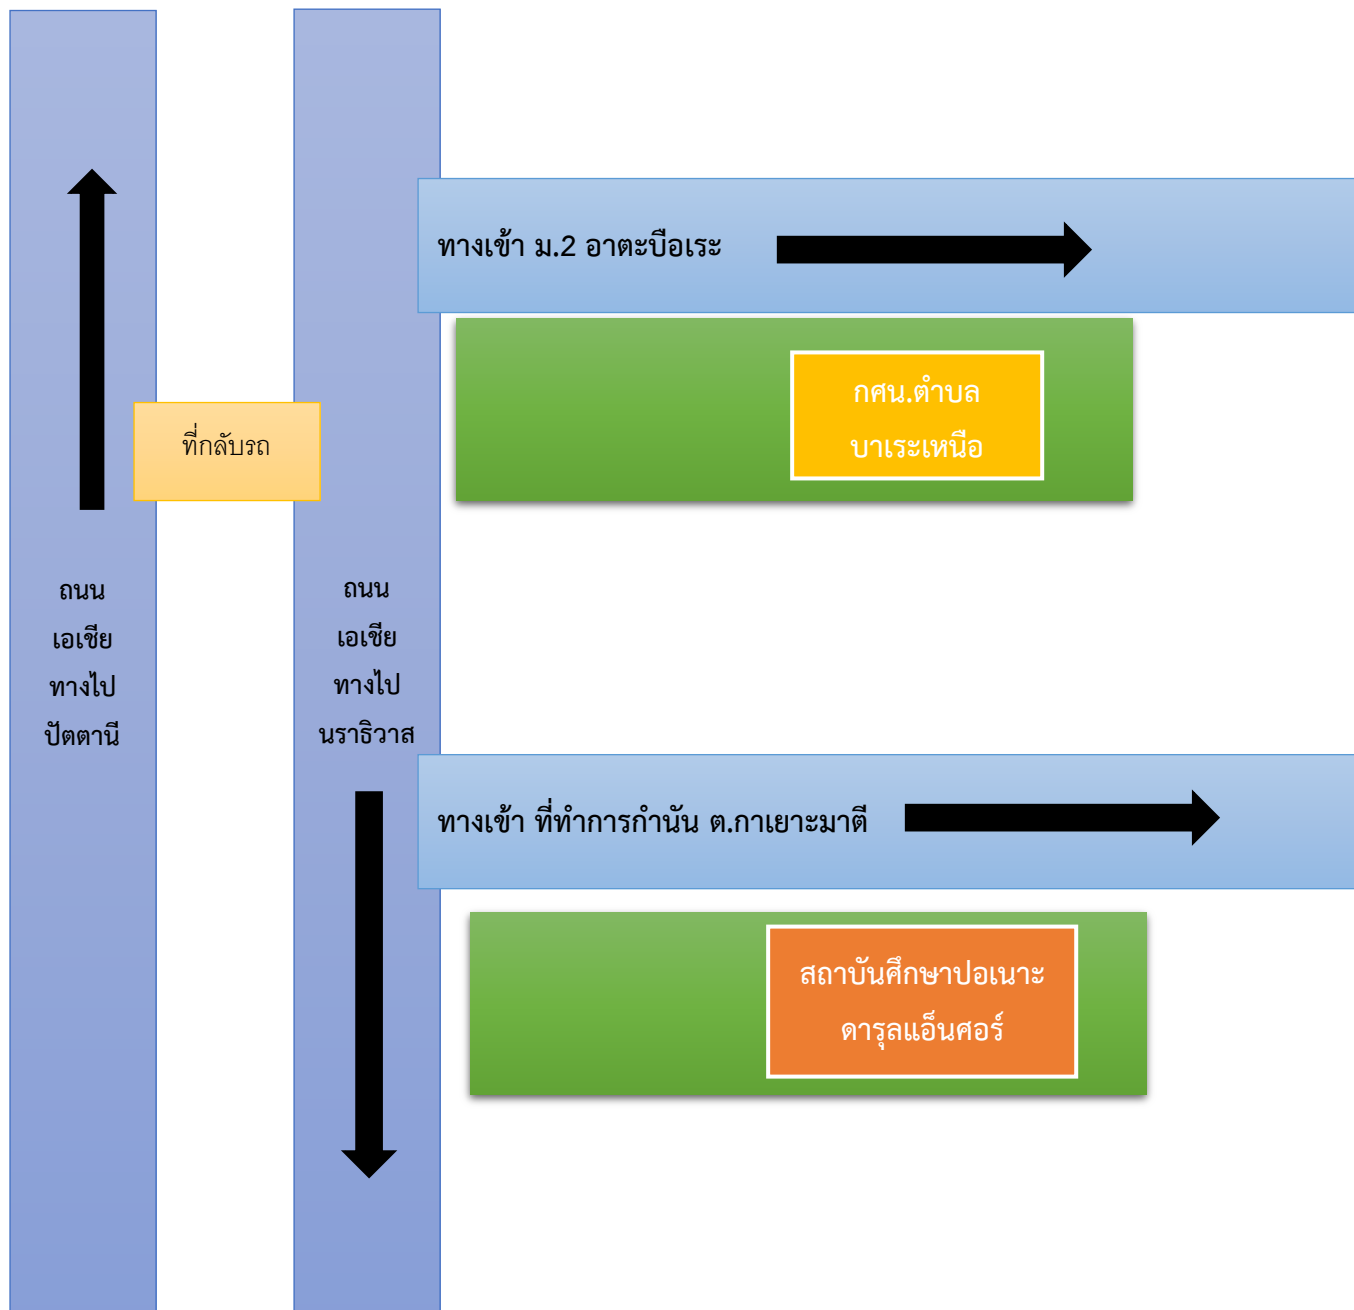 ทางเข้า ม.2 อาตะบือเระ
กศน.ตำบล
บาเระเหนือ
ที่กลับรถ
ถนน
เอเชีย
ทางไป
ปัตตานี
ถนน
เอเชีย
ทางไป
นราธิวาส
ทางเข้า ที่ทำการกำนัน ต.กาเยาะมาตี
สถาบันศึกษาปอเนาะ
ดารุลแอ็นศอร์